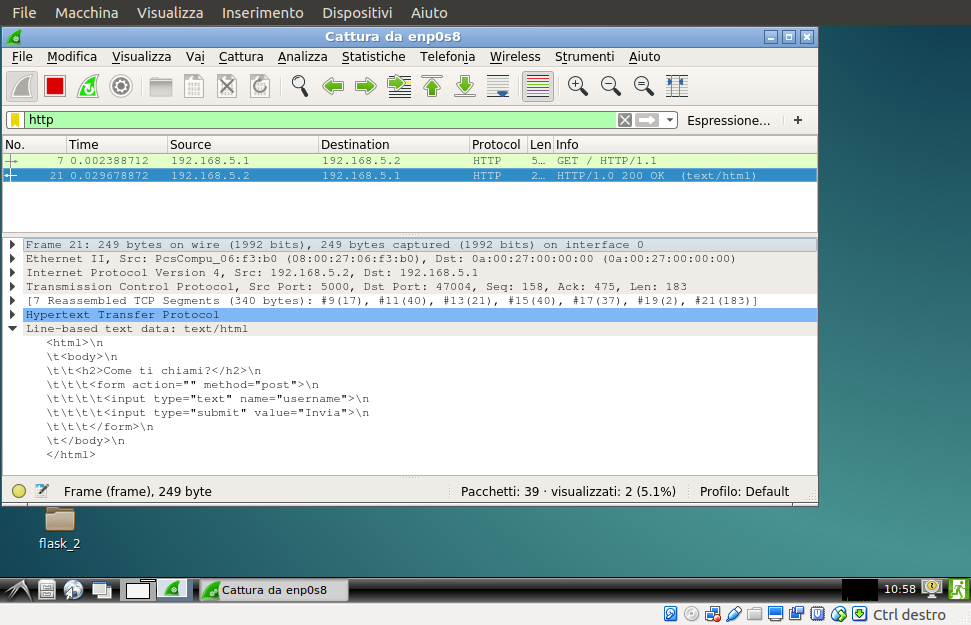 File Macchina Visualizza Inserimento Dispositivi Aiuto
Cattura da enp0s8
File Modifica Visualizza Vai Cattura Analizza Statistiche Telefonia Wireless Strumenti Aiuto
http Espressione... +
No. Time Source Destination Protocol Len Info
7 0.002388712 192.168.5.1 192.168.5.2 HTTP 5… GET / HTTP/1.1
21 0.029678872 192.168.5.2 192.168.5.1 HTTP 2… HTTP/1.0 200 OK (text/html)
Frame 21: 249 bytes on wire (1992 bits), 249 bytes captured (1992 bits) on interface 0
Ethernet II, Src: PcsCompu_06:f3:b0 (08:00:27:06:f3:b0), Dst: 0a:00:27:00:00:00 (0a:00:27:00:00:00)
Internet Protocol Version 4, Src: 192.168.5.2, Dst: 192.168.5.1
Transmission Control Protocol, Src Port: 5000, Dst Port: 47004, Seq: 158, Ack: 475, Len: 183
[7 Reassembled TCP Segments (340 bytes): #9(17), #11(40), #13(21), #15(40), #17(37), #19(2), #21(183)]
Hypertext Transfer Protocol
Line-based text data: text/html
<html>\n
\t<body>\n
\t\t<h2>Come ti chiami?</h2>\n
\t\t\t<form action="" method="post">\n
\t\t\t\t<input type="text" name="username">\n
\t\t\t\t<input type="submit" value="Invia">\n
\t\t\t</form>\n
\t</body>\n
</html>
Frame (frame), 249 byte Pacchetti: 39 · visualizzati: 2 (5.1%) Profilo: Default
flask_2
Cattura da enp0s8 10:58
Ctrl destro